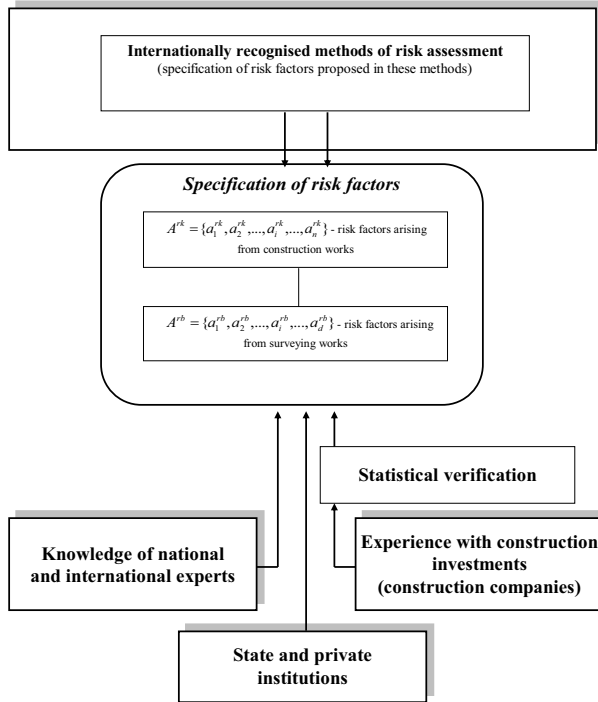 Internationally recognised methods of risk assessment
(specification of risk factors proposed in these methods)
Specification of risk factors
A^{rk} = {a_1^{rk}, a_2^{rk},..., a_i^{rk},..., a_n^{rk}} - risk factors arising
from construction works
A^{rb} = {a_1^{rb}, a_2^{rb},..., a_i^{rb},..., a_d^{rb}} - risk factors arising
from surveying works
Statistical verification
Knowledge of national
and international experts
Experience with construction
investments
(construction companies)
State and private
institutions